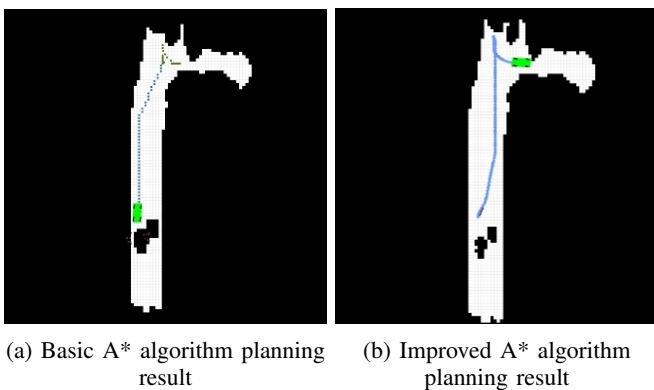 (a) Basic A* algorithm planning
result
(b) Improved A* algorithm
planning result